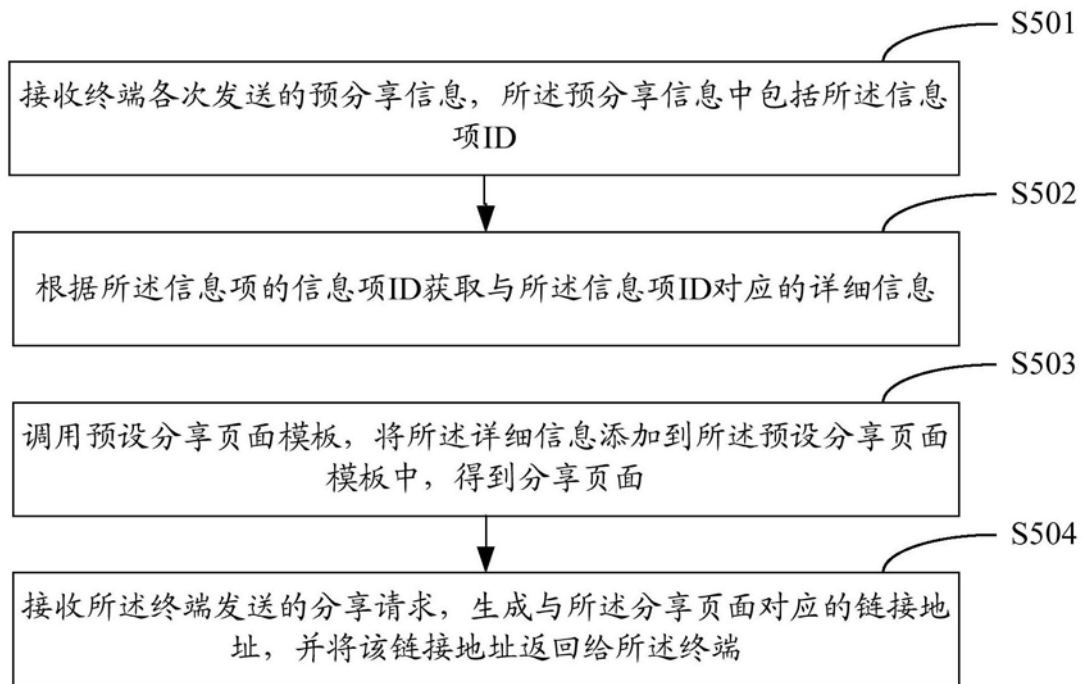 S501
接收终端各次发送的预分享信息，所述预分享信息中包括所述信息
项ID
S502
根据所述信息项的信息项ID获取与所述信息项ID对应的详细信息
S503
调用预设分享页面模板，将所述详细信息添加到所述预设分享页面
模板中，得到分享页面
S504
接收所述终端发送的分享请求，生成与所述分享页面对应的链接地
址，并将该链接地址返回给所述终端